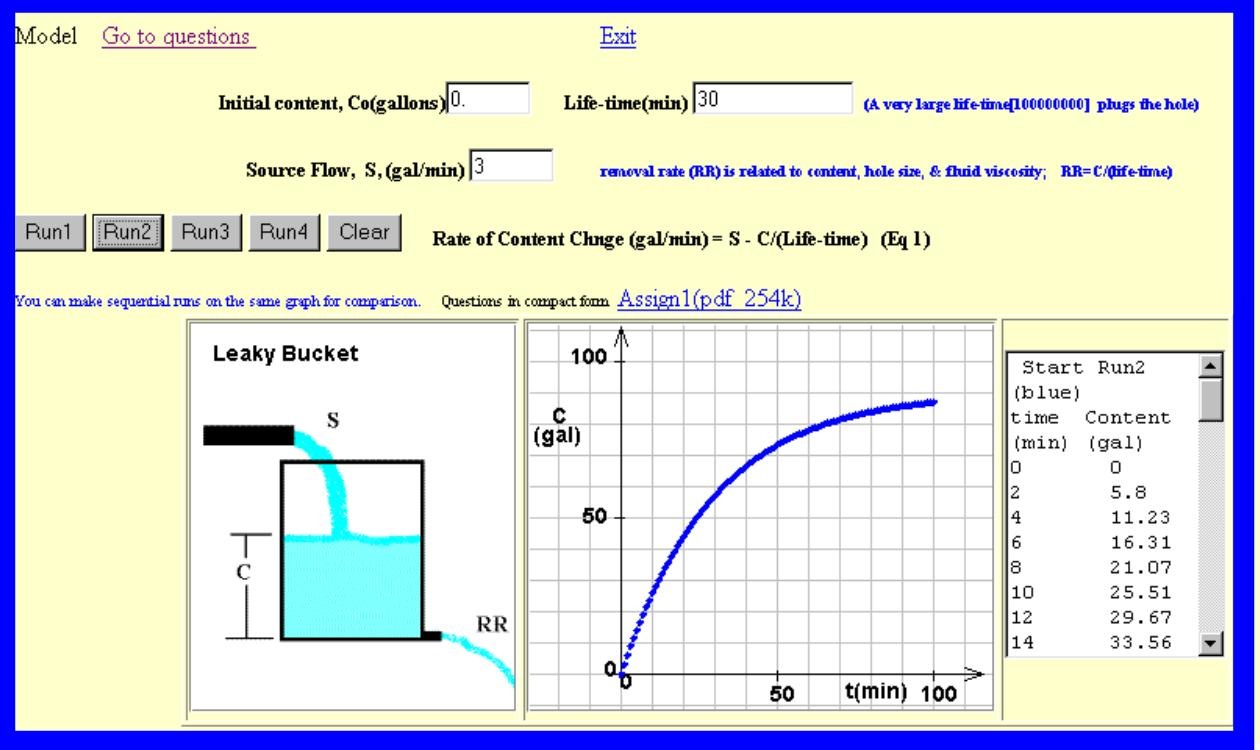 Model Go to questions Exit
Initial content, Co(gallons) 0. Life-time(min) 30 (A very large life-time[100000000] plugs the hole)
Source Flow, S, (gal/min) 3 removal rate (RR) is related to content, hole size, & fluid viscosity; RR=C/(life-time)
Run1 Run2 Run3 Run4 Clear Rate of Content Chnge (gal/min) = S - C/(Life-time) (Eq 1)
You can make sequential runs on the same graph for comparison. Questions in compact form Assign1(pdf 254k)
Leaky Bucket
S
C
RR
100
C
(gal)
50
0
0
50 t(min) 100
Start Run2
(blue)
time Content
(min) (gal)
0 0
2 5.8
4 11.23
6 16.31
8 21.07
10 25.51
12 29.67
14 33.56